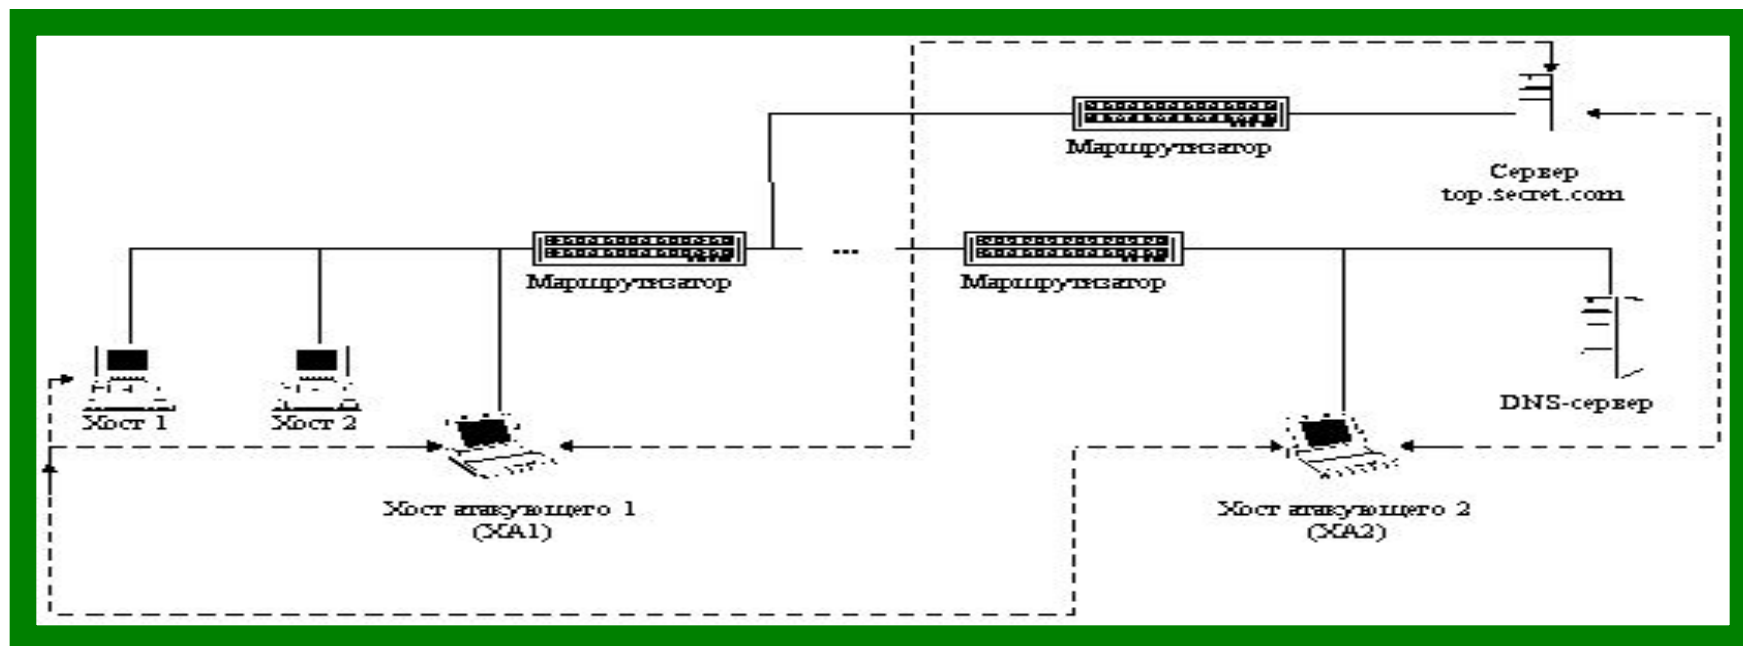 Маршрутизатор
Сервер
top.secret.com
...
Маршрутизатор
Маршрутизатор
Хост 1
Хост 2
DNS-сервер
Хост атакующего 1
(ХА1)
Хост атакующего 2
(ХА2)